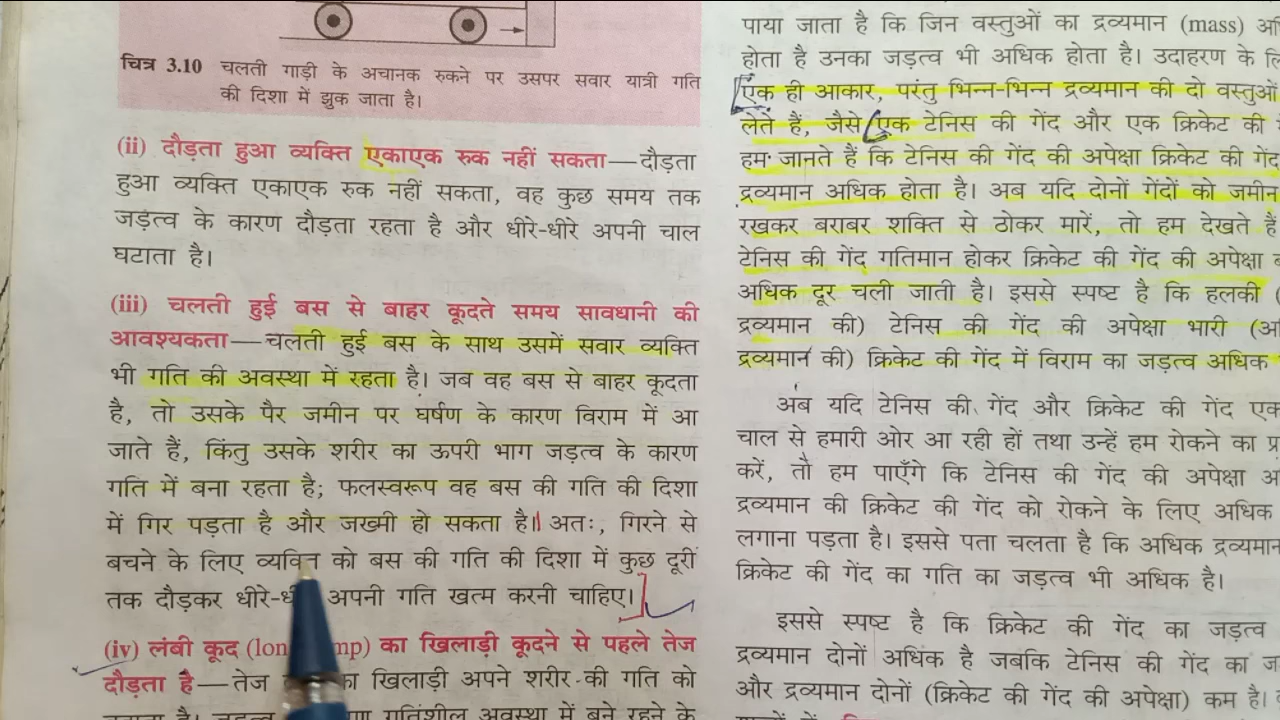 चित्र 3.10 चलती गाड़ी के अचानक रुकने पर उसपर सवार यात्री गति
की दिशा में झुक जाता है।
(ii) दौड़ता हुआ व्यक्ति एकाएक रुक नहीं सकता—दौड़ता
हुआ व्यक्ति एकाएक रुक नहीं सकता, वह कुछ समय तक
जड़त्व के कारण दौड़ता रहता है और धीरे-धीरे अपनी चाल
घटाता है।
(iii) चलती हुई बस से बाहर कूदते समय सावधानी की
आवश्यकता—चलती हुई बस के साथ उसमें सवार व्यक्ति
भी गति की अवस्था में रहता है। जब वह बस से बाहर कूदता
है, तो उसके पैर जमीन पर घर्षण के कारण विराम में आ
जाते हैं, किंतु उसके शरीर का ऊपरी भाग जड़त्व के कारण
गति में बना रहता है; फलस्वरूप वह बस की गति की दिशा
में गिर पड़ता है और जख्मी हो सकता है। अतः, गिरने से
बचने के लिए व्यक्ति को बस की गति की दिशा में कुछ दूरी
तक दौड़कर अपनी गति खत्म करनी चाहिए।
(iv) लंबी कूद का खिलाड़ी कूदने से पहले तेज
दौड़ता है—तेज का खिलाड़ी अपने शरीर की गति को
गतिशील अवस्था में बने रहने के
पाया जाता है कि जिन वस्तुओं का द्रव्यमान (mass)
होता है उनका जड़त्व भी अधिक होता है। उदाहरण के
एक ही आकार, परंतु भिन्न-भिन्न द्रव्यमान की दो वस्तुओं
लेते हैं, जैसे एक टेनिस की गेंद और एक क्रिकेट की
हम जानते हैं कि टेनिस की गेंद की अपेक्षा क्रिकेट की गेंद
द्रव्यमान अधिक होता है। अब यदि दोनों गेंदों को जमीन
रखकर बराबर शक्ति से ठोकर मारें, तो हम देखते है
टेनिस की गेंद गतिमान होकर क्रिकेट की गेंद की अपेक्षा
अधिक दूर चली जाती है। इससे स्पष्ट है कि हलकी
द्रव्यमान की) टेनिस की गेंद की अपेक्षा भारी
द्रव्यमान की) क्रिकेट की गेंद में विराम का जड़त्व अधिक
अब यदि टेनिस की गेंद और क्रिकेट की गेंद
चाल से हमारी ओर आ रही हों तथा उन्हें हम रोकने का
करें, तो हम पाएँगे कि टेनिस की गेंद की अपेक्षा
द्रव्यमान की क्रिकेट की गेंद को रोकने के लिए अधिक
लगाना पड़ता है। इससे पता चलता है कि अधिक द्रव्यमान
क्रिकेट की गेंद का गति का जड़त्व भी अधिक है।
इससे स्पष्ट है कि क्रिकेट की गेंद का जड़त्व
द्रव्यमान दोनों अधिक है जबकि टेनिस की गेंद का
और द्रव्यमान दोनों (क्रिकेट की गेंद की अपेक्षा) कम है।